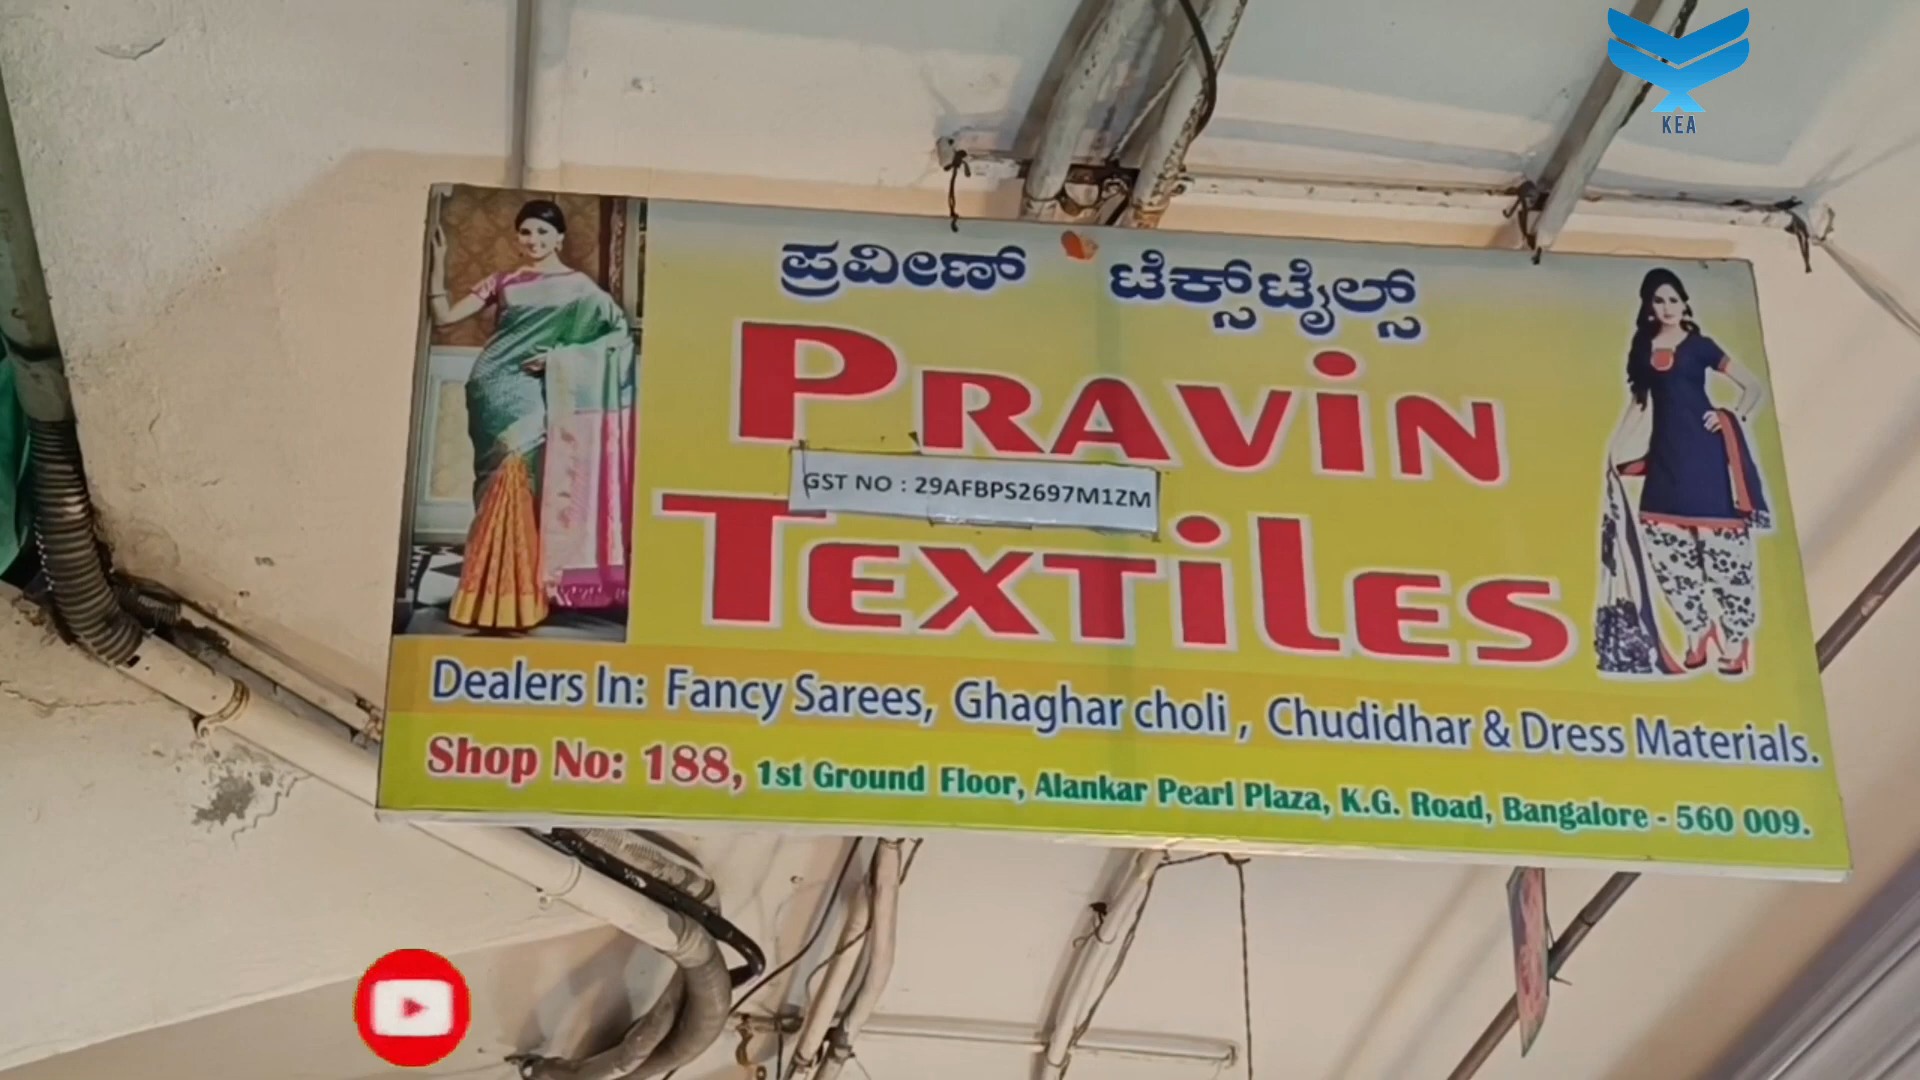 KEA
ಪ್ರವೀಣ್ ಟೆಕ್ಸ್‌ಟೈಲ್ಸ್
PRAViN
GST NO : 29AFBPS2697M1ZM
TEXTiLES
Dealers In: Fancy Sarees, Ghaghar choli , Chudidhar & Dress Materials.
Shop No: 188, 1st Ground Floor, Alankar Pearl Plaza, K.G. Road, Bangalore - 560 009.